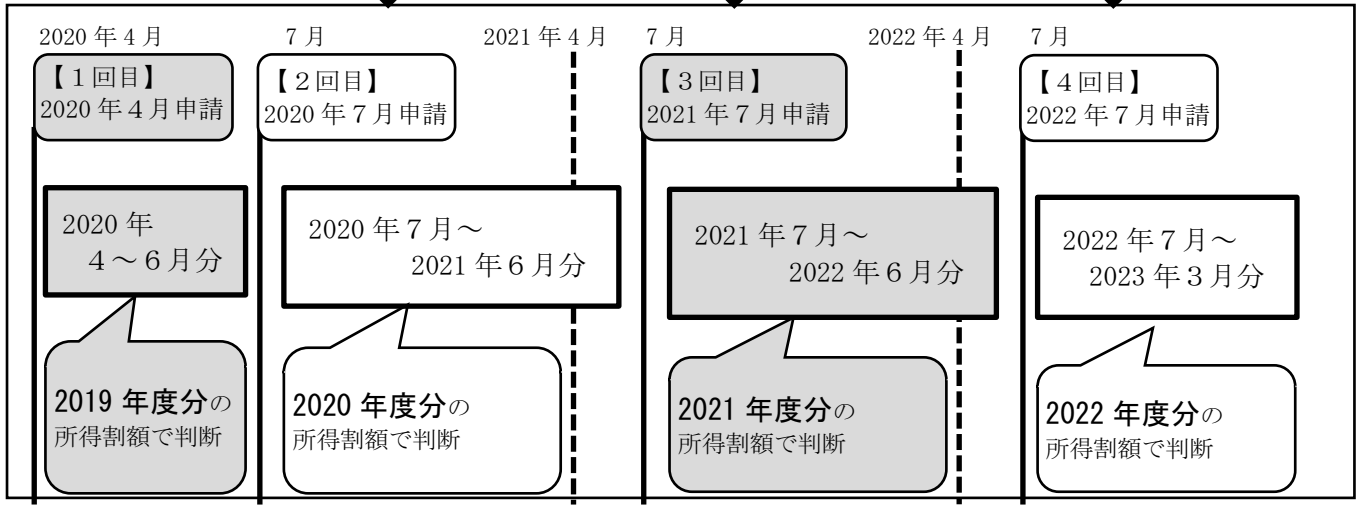 2020 年４月
７月
2021 年４月
７月
2022 年４月
７月
【１回目】
2020 年４月申請
【２回目】
2020 年７月申請
【３回目】
2021 年７月申請
【４回目】
2022 年７月申請
2020 年
４～６月分
2020 年７月～
2021 年６月分
2021 年７月～
2022 年６月分
2022 年７月～
2023 年３月分
2019 年度分の
所得割額で判断
2020 年度分の
所得割額で判断
2021 年度分の
所得割額で判断
2022 年度分の
所得割額で判断